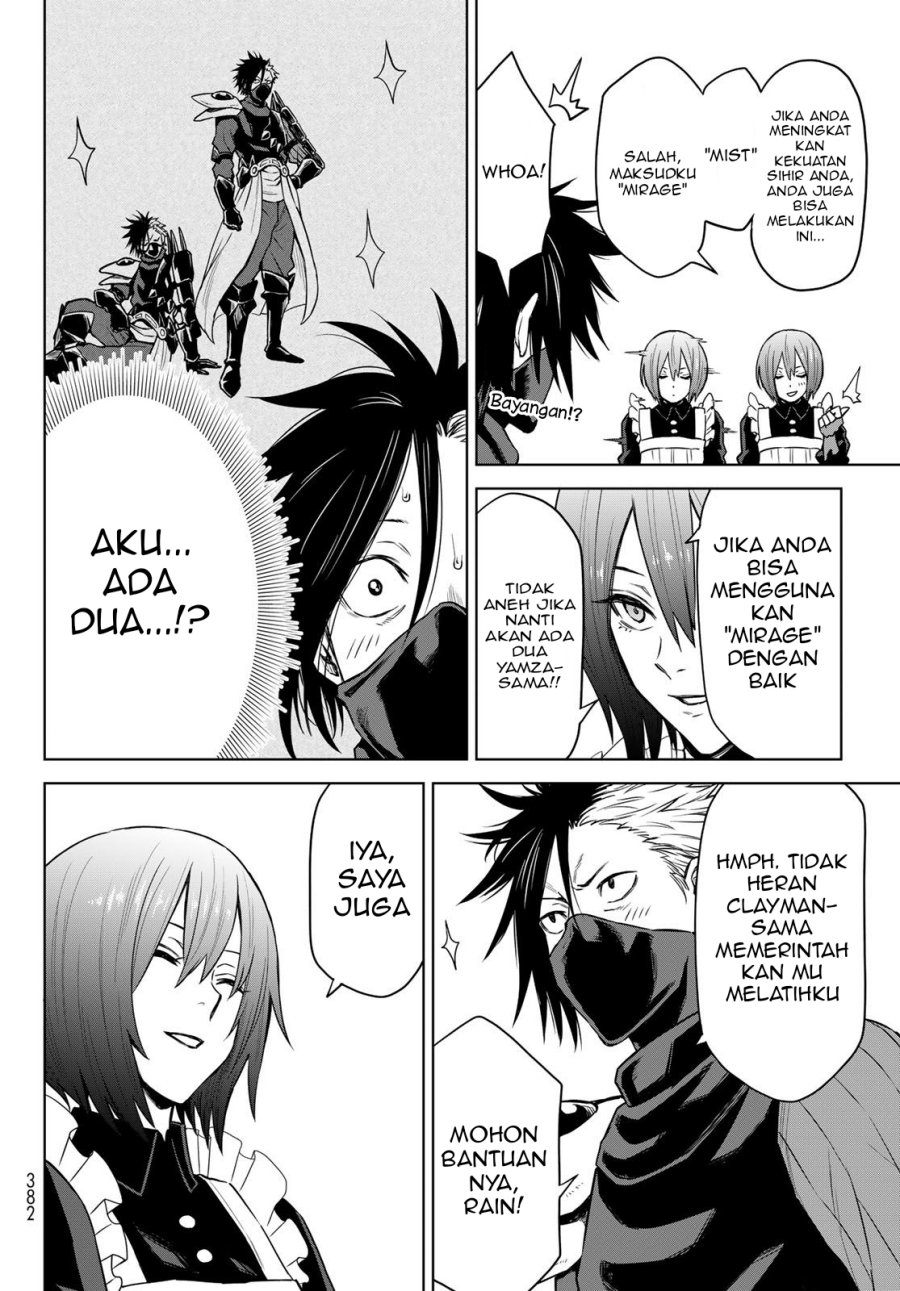 JIKA ANDA
MENINGKAT
KAN
KEKUATAN
SIHIR ANDA,
ANDA JUGA
BISA
MELAKUKAN
INI...
"MIST"
SALAH,
MAKSUDKU
"MIRAGE"
WHOA!
Bayangan!?
JIKA ANDA
BISA
MENGGUNA
KAN
"MIRAGE"
DENGAN
BAIK
TIDAK
ANEH JIKA
NANTI
AKAN ADA
DUA
YAMZA-
SAMA!!
AKU...
ADA
DUA...!?
HMPH. TIDAK
HERAN
CLAYMAN-
SAMA
MEMERINTAH
KAN MU
MELATIHKU
MOHON
BANTUAN
NYA,
RAIN!
IYA,
SAYA
JUGA
382